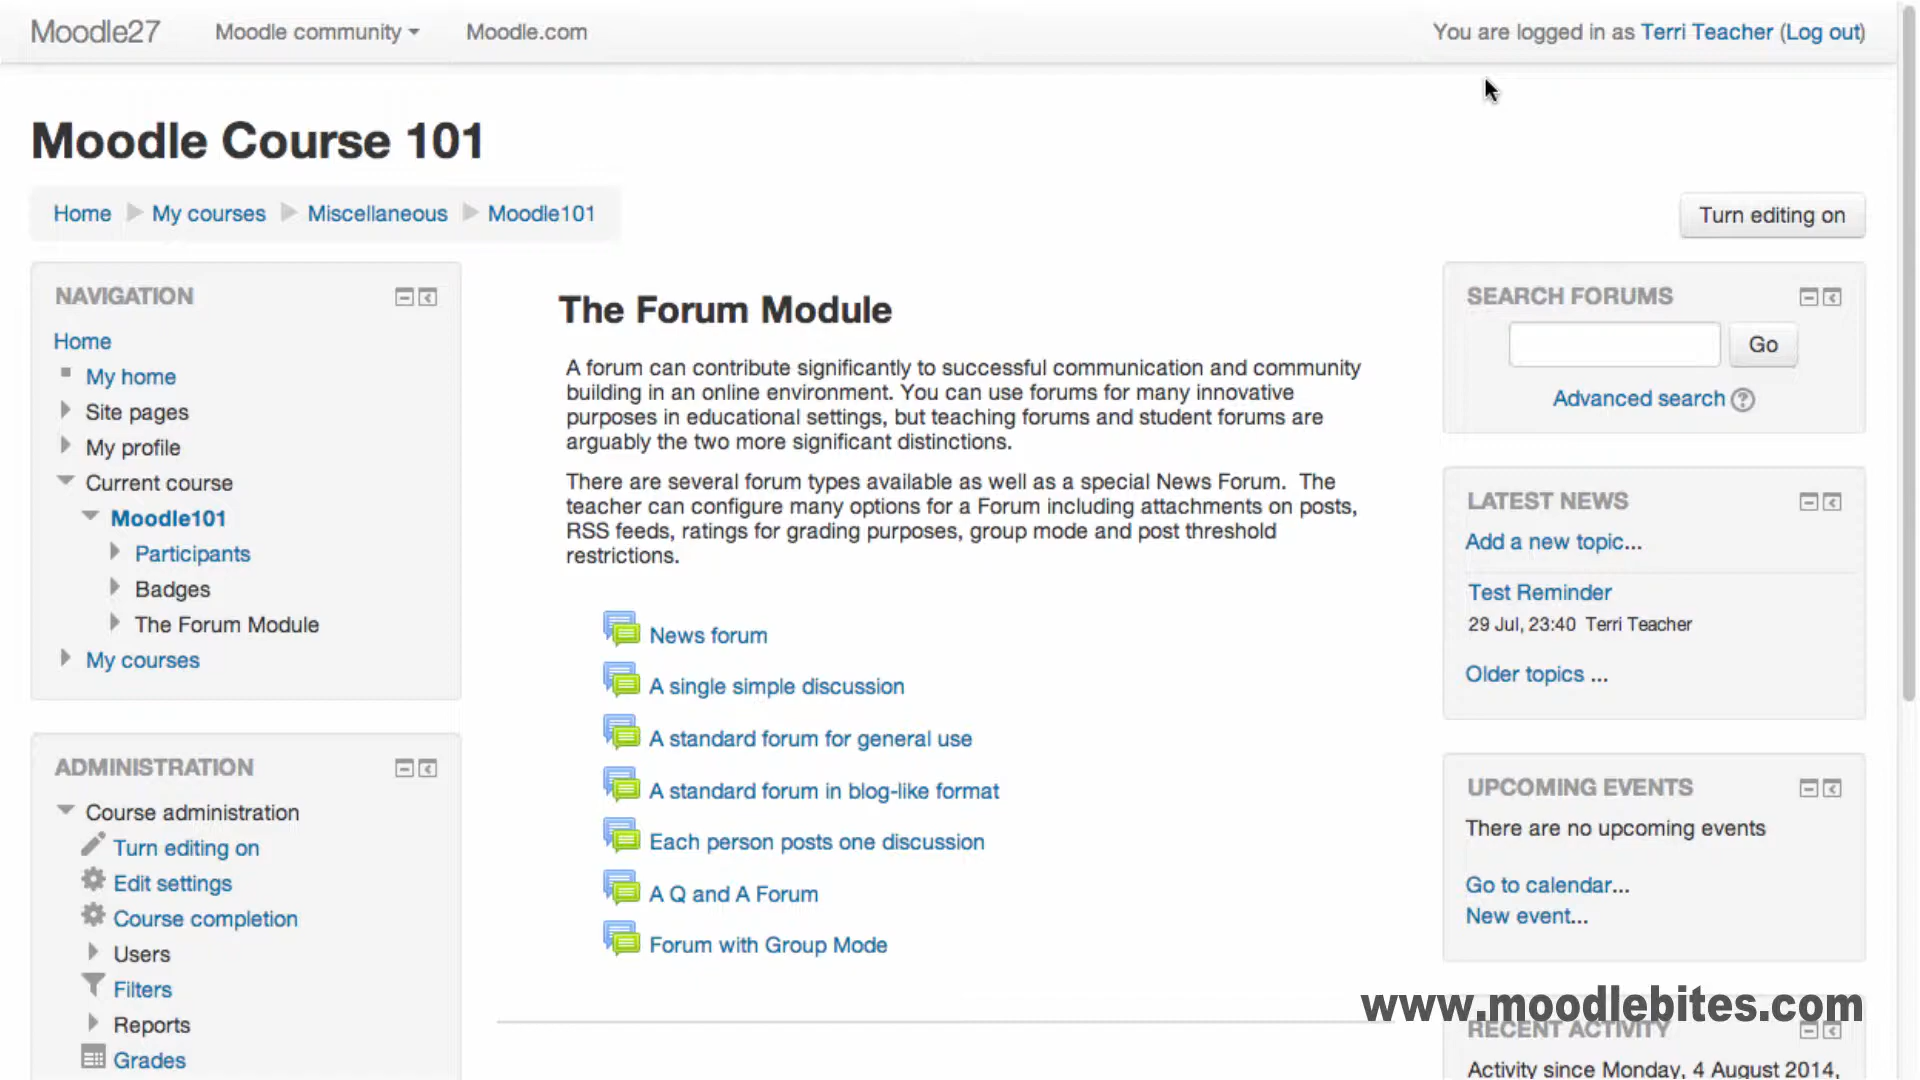 Moodle27 Moodle community Moodle.com You are logged in as Terri Teacher (Log out)
Moodle Course 101
Home My courses Miscellaneous Moodle101
Turn editing on
NAVIGATION
Home
My home
Site pages
My profile
Current course
Moodle101
Participants
Badges
The Forum Module
My courses
ADMINISTRATION
Course administration
Turn editing on
Edit settings
Course completion
Users
Filters
Reports
Grades
The Forum Module
A forum can contribute significantly to successful communication and community
building in an online environment. You can use forums for many innovative
purposes in educational settings, but teaching forums and student forums are
arguably the two more significant distinctions.
There are several forum types available as well as a special News Forum. The
teacher can configure many options for a Forum including attachments on posts,
RSS feeds, ratings for grading purposes, group mode and post threshold
restrictions.
News forum
A single simple discussion
A standard forum for general use
A standard forum in blog-like format
Each person posts one discussion
A Q and A Forum
Forum with Group Mode
SEARCH FORUMS
Go
Advanced search ?
LATEST NEWS
Add a new topic...
Test Reminder
29 Jul, 23:40 Terri Teacher
Older topics ...
UPCOMING EVENTS
There are no upcoming events
Go to calendar...
New event...
www.moodlebites.com
RECENT ACTIVITY
Activity since Monday, 4 August 2014,